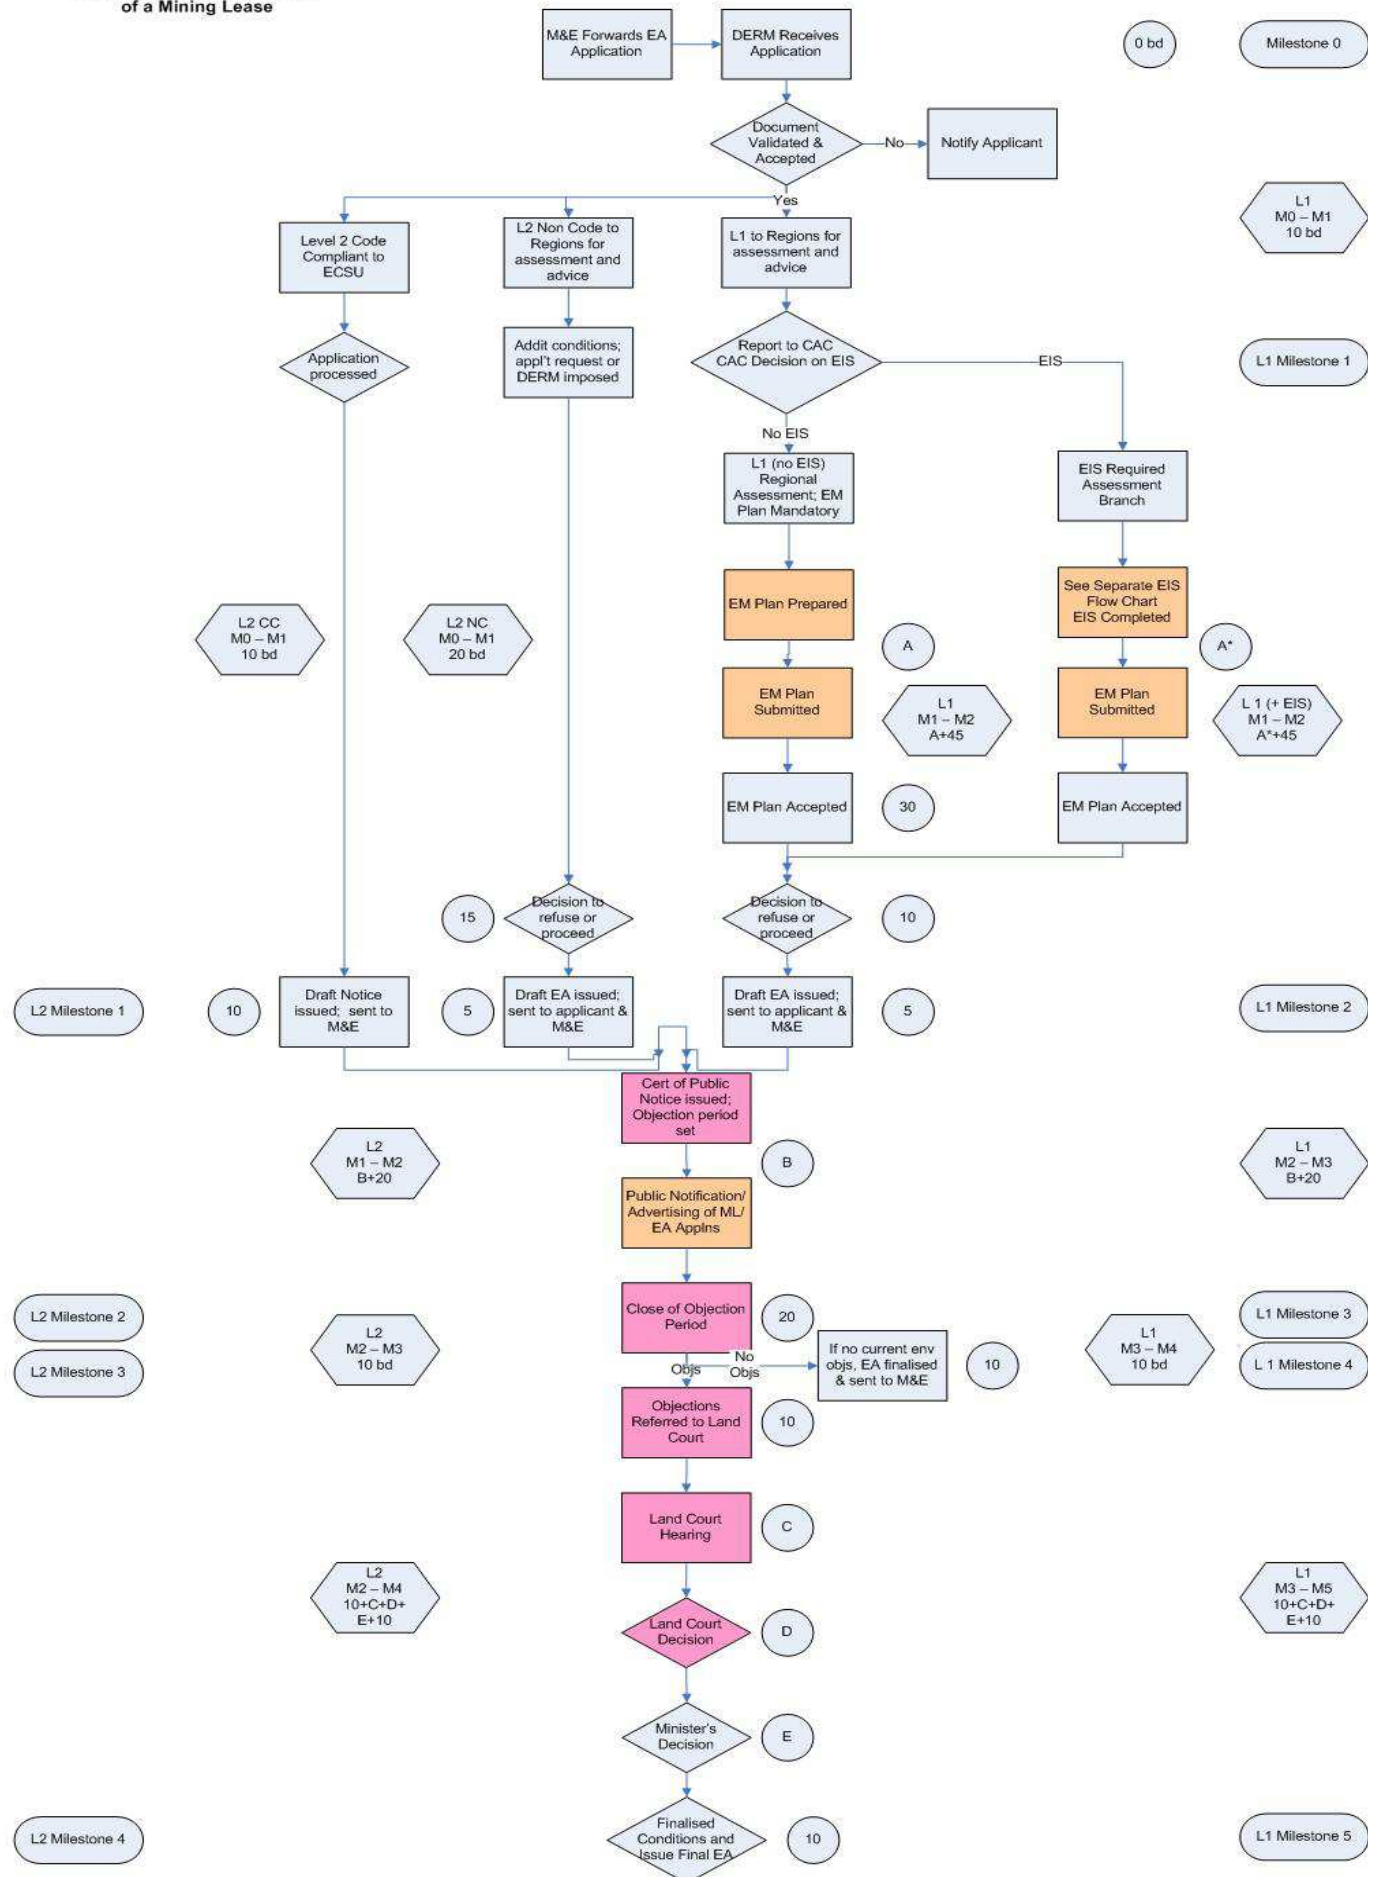 of a Mining Lease
M&E Forwards EA
Application
DERM Receives
Application
0 bd
Milestone 0
Document
Validated &
Accepted
No
Notify Applicant
Yes
L1
M0 – M1
10 bd
Level 2 Code
Compliant to
ECSU
L2 Non Code to
Regions for
assessment and
advice
L1 to Regions for
assessment and
advice
Application
processed
Addit conditions;
appl't request or
DERM imposed
Report to CAC
CAC Decision on EIS
EIS
L1 Milestone 1
No EIS
L1 (no EIS)
Regional
Assessment; EM
Plan Mandatory
EIS Required
Assessment
Branch
EM Plan Prepared
See Separate EIS
Flow Chart
EIS Completed
L2 CC
M0 – M1
10 bd
L2 NC
M0 – M1
20 bd
A
A*
EM Plan
Submitted
L1
M1 – M2
A+45
EM Plan
Submitted
L 1 (+ EIS)
M1 – M2
A*+45
EM Plan Accepted
30
EM Plan Accepted
15
Decision to
refuse or
proceed
Decision to
refuse or
proceed
10
L2 Milestone 1
10
Draft Notice
issued; sent to
M&E
5
Draft EA issued;
sent to applicant &
M&E
Draft EA issued;
sent to applicant &
M&E
5
L1 Milestone 2
Cert of Public
Notice issued;
Objection period
set
L2
M1 – M2
B+20
B
L1
M2 – M3
B+20
Public Notification/
Advertising of ML/
EA Applns
L2 Milestone 2
L2 Milestone 3
L2
M2 – M3
10 bd
Close of Objection
Period
20
No
Objs
Objs
If no current env
objs, EA finalised
& sent to M&E
10
L1
M3 – M4
10 bd
L1 Milestone 3
L 1 Milestone 4
Objections
Referred to Land
Court
10
Land Court
Hearing
C
L2
M2 – M4
10+C+D+
E+10
Land Court
Decision
D
L1
M3 – M5
10+C+D+
E+10
Minister's
Decision
E
L2 Milestone 4
Finalised
Conditions and
Issue Final EA
10
L1 Milestone 5